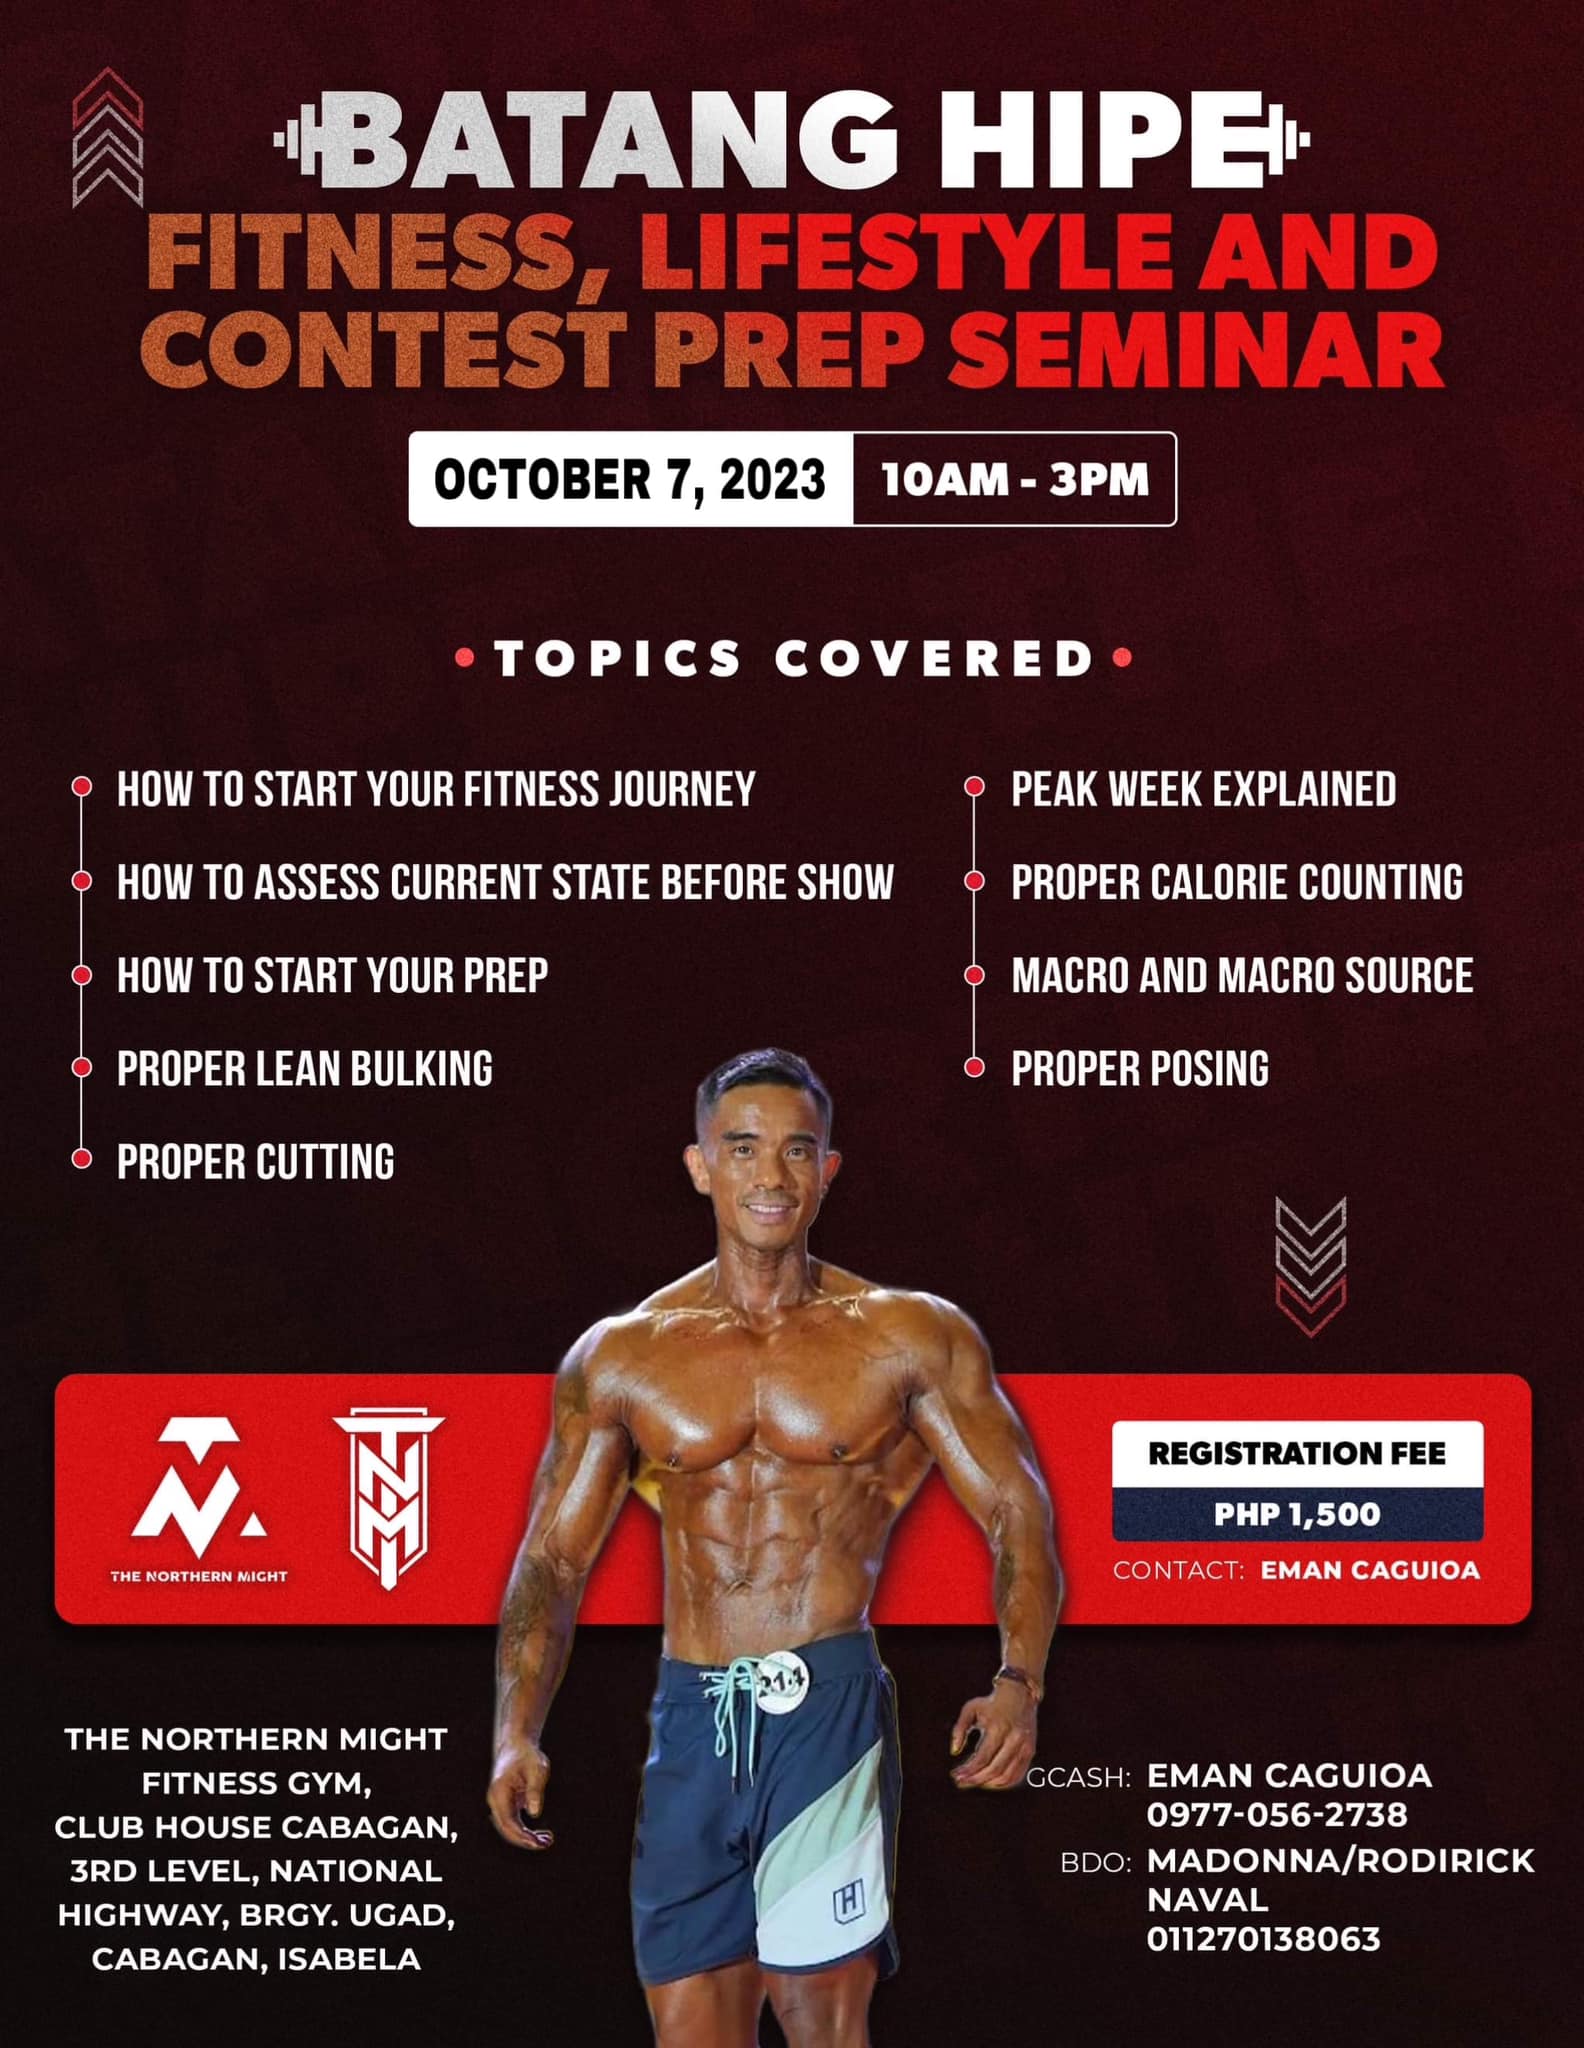 BATANG HIPE
FITNESS, LIFESTYLE AND
CONTEST PREP SEMINAR
OCTOBER 7, 2023
10AM - 3PM
TOPICS COVERED
HOW TO START YOUR FITNESS JOURNEY
HOW TO ASSESS CURRENT STATE BEFORE SHOW
HOW TO START YOUR PREP
PROPER LEAN BULKING
PROPER CUTTING
PEAK WEEK EXPLAINED
PROPER CALORIE COUNTING
MACRO AND MACRO SOURCE
PROPER POSING
THE NORTHERN MIGHT
TNM
REGISTRATION FEE
PHP 1,500
CONTACT: EMAN CAGUIOA
214
H
THE NORTHERN MIGHT
FITNESS GYM,
CLUB HOUSE CABAGAN,
3RD LEVEL, NATIONAL
HIGHWAY, BRGY. UGAD,
CABAGAN, ISABELA
GCASH: EMAN CAGUIOA
0977-056-2738
BDO: MADONNA/RODIRICK
NAVAL
011270138063